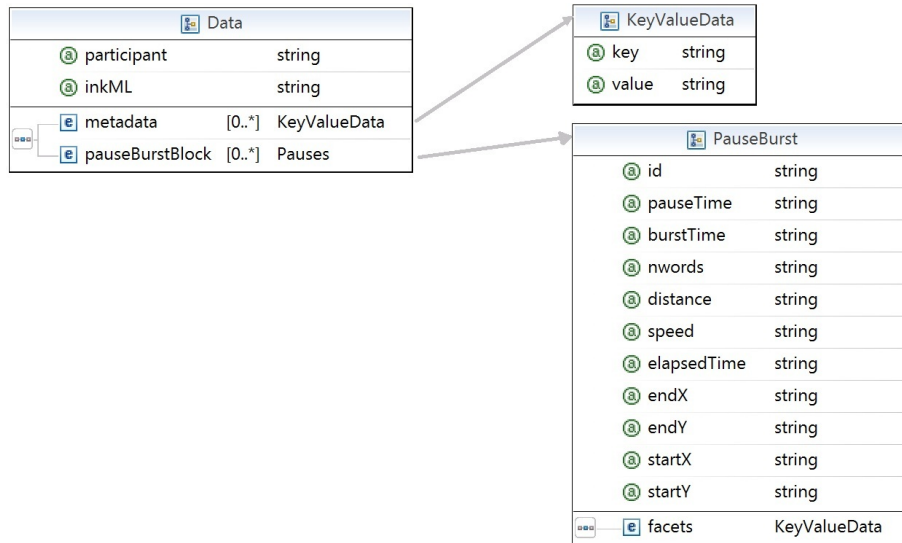 Data
participant string
inkML string
metadata [0..*] KeyValueData
pauseBurstBlock [0..*] Pauses
KeyValueData
key string
value string
PauseBurst
id string
pauseTime string
burstTime string
nwords string
distance string
speed string
elapsedTime string
endX string
endY string
startX string
startY string
facets KeyValueData